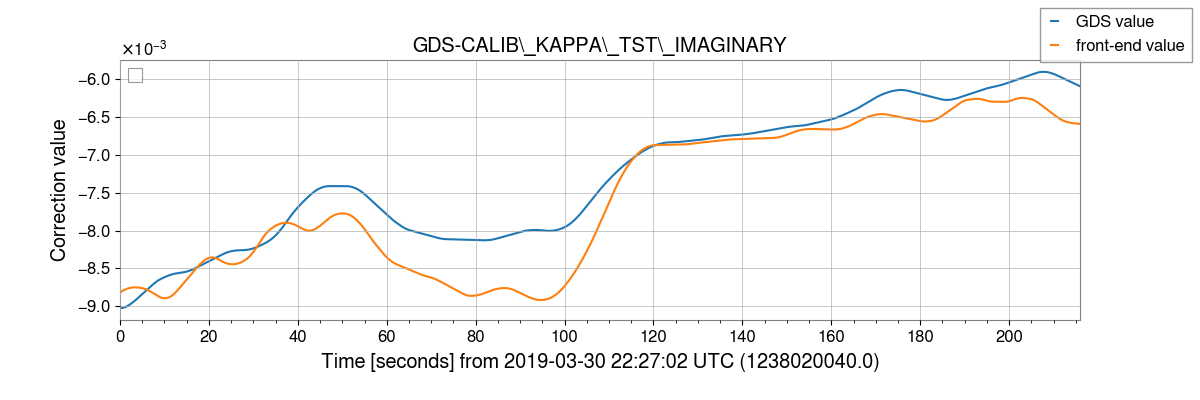 GDS value
front-end value
×10⁻³
GDS-CALIB\_KAPPA\_TST\_IMAGINARY
Correction value
−6.0
−6.5
−7.0
−7.5
−8.0
−8.5
−9.0
0 20 40 60 80 100 120 140 160 180 200
Time [seconds] from 2019-03-30 22:27:02 UTC (1238020040.0)